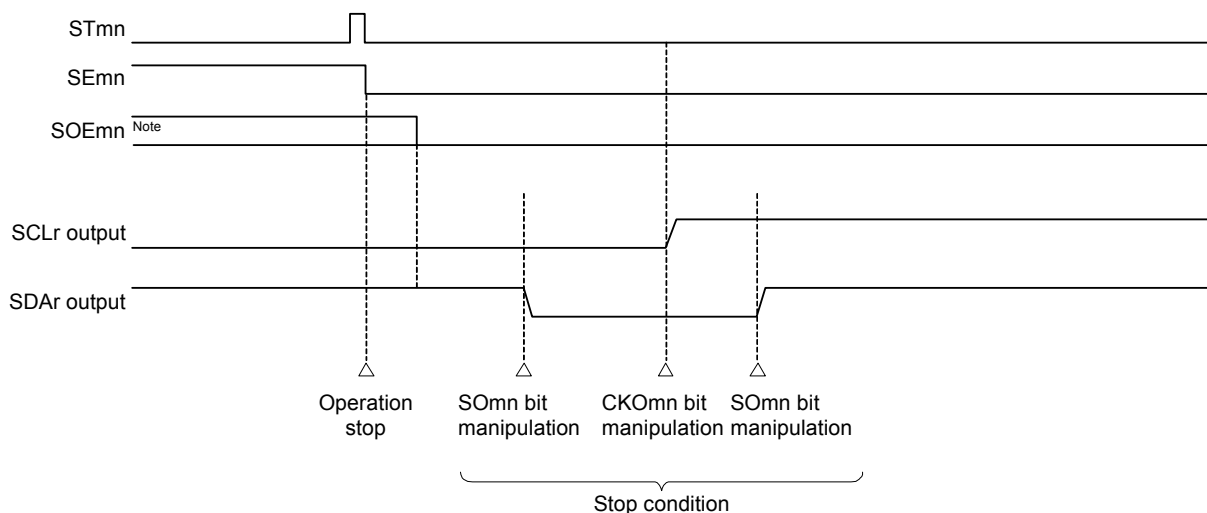 STmn
SEmn
SOEmn Note
SCLr output
SDAr output
Operation
stop
SOmn bit
manipulation
CKOmn bit
manipulation
SOmn bit
manipulation
Stop condition